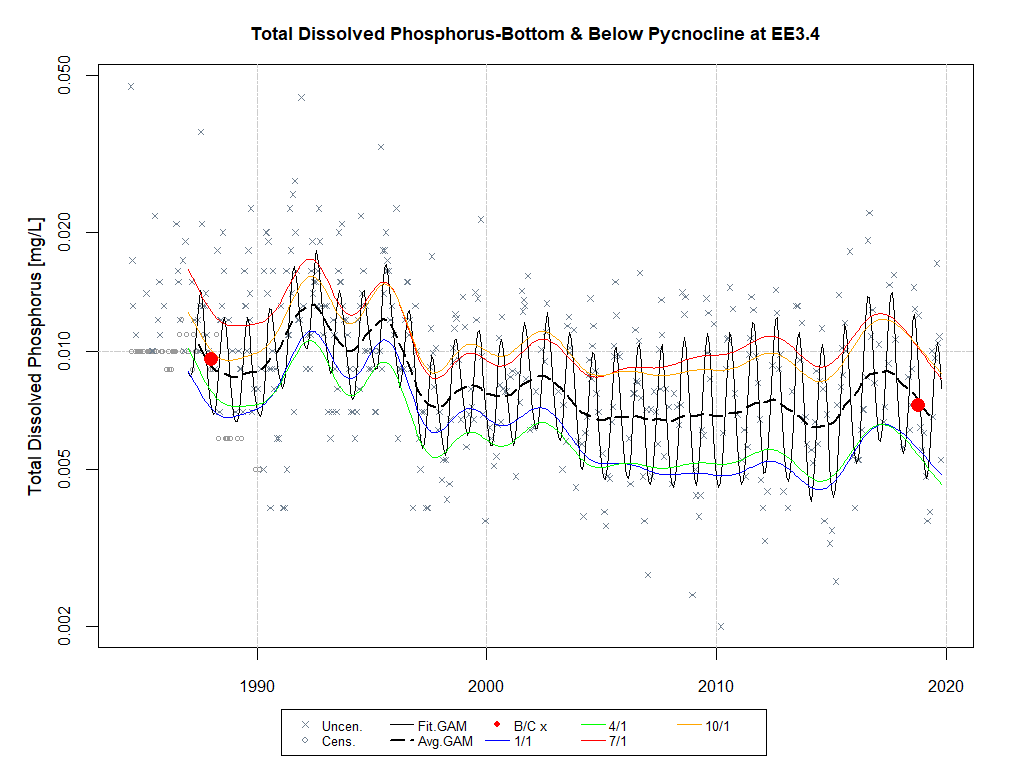 Total Dissolved Phosphorus-Bottom & Below Pycnocline at EE3.4
Total Dissolved Phosphorus [mg/L]
0.050
0.020
0.010
0.005
0.002
1990 2000 2010 2020
Uncen. Fit.GAM B/C x 4/1 10/1
Cens. Avg.GAM 1/1 7/1